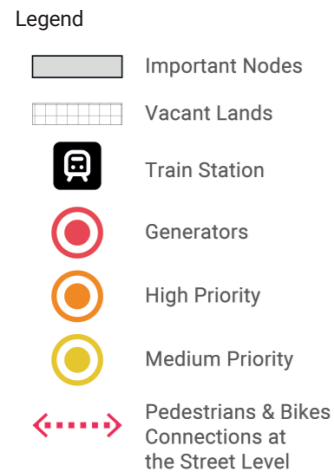 Legend
Important Nodes
Vacant Lands
Train Station
Generators
High Priority
Medium Priority
Pedestrians & Bikes
Connections at
the Street Level